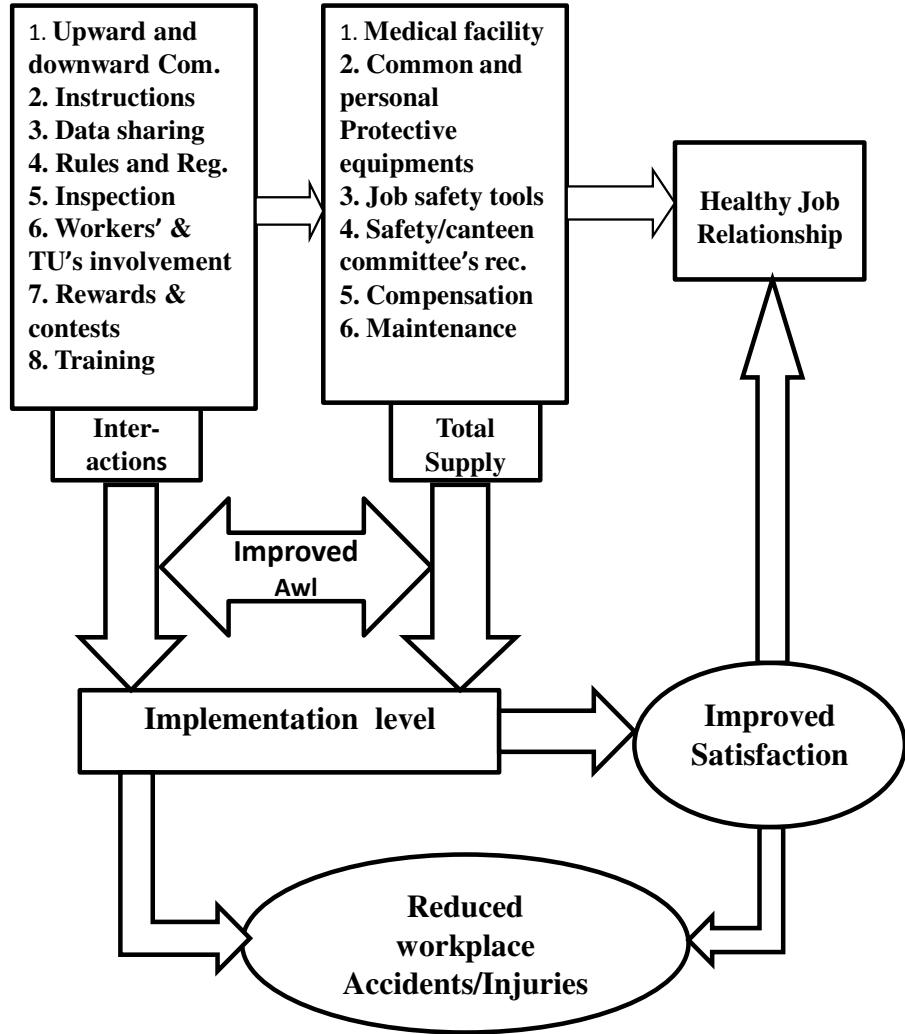 1. Upward and
downward Com.
2. Instructions
3. Data sharing
4. Rules and Reg.
5. Inspection
6. Workers’ &
TU’s involvement
7. Rewards &
contests
8. Training
Inter-
actions
1. Medical facility
2. Common and
personal
Protective
equipments
3. Job safety tools
4. Safety/canteen
committee’s rec.
5. Compensation
6. Maintenance
Total
Supply
Healthy Job
Relationship
Improved
Awl
Implementation level
Improved
Satisfaction
Reduced
workplace
Accidents/Injuries